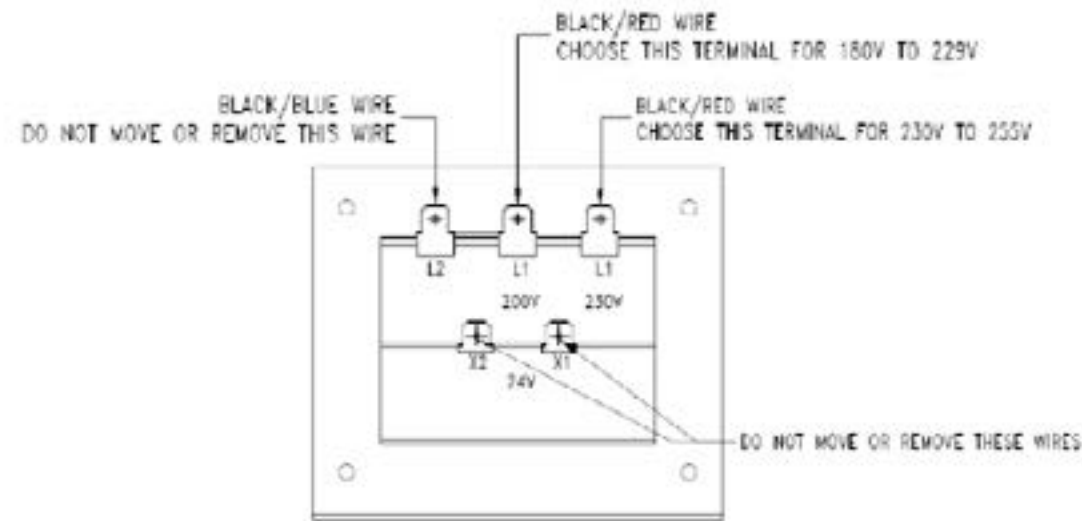 BLACK/RED WIRE
CHOOSE THIS TERMINAL FOR 180V TO 229V
BLACK/BLUE WIRE
DO NOT MOVE OR REMOVE THIS WIRE
BLACK/RED WIRE
CHOOSE THIS TERMINAL FOR 230V TO 255V
L2
L1
L1
200V
230V
X2
X1
24V
DO NOT MOVE OR REMOVE THESE WIRES